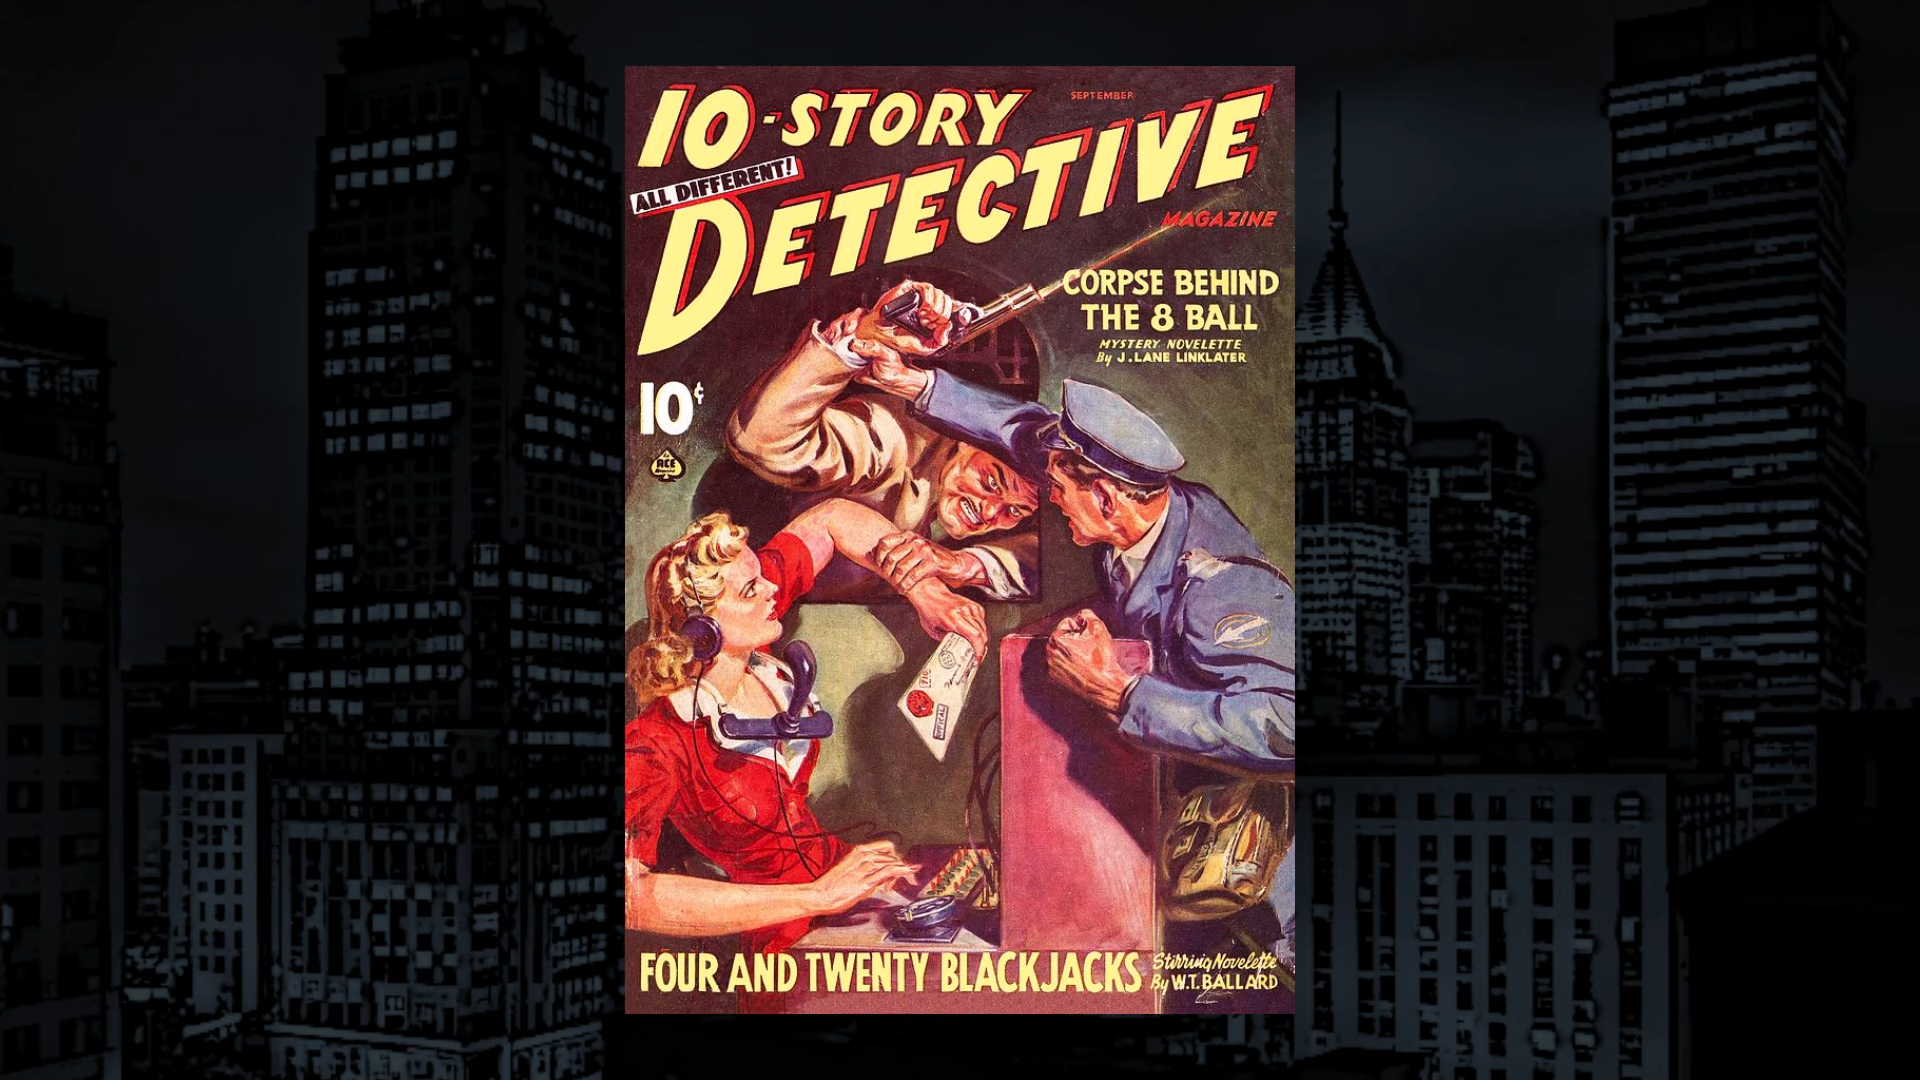 10-STORY
SEPTEMBER
ALL DIFFERENT!
DETECTIVE
MAGAZINE
CORPSE BEHIND
THE 8 BALL
MYSTERY NOVELETTE
By J. LANE LINKLATER
10¢
ACE
FOUR AND TWENTY BLACKJACKS
Stirring Novelette
By W.T. BALLARD